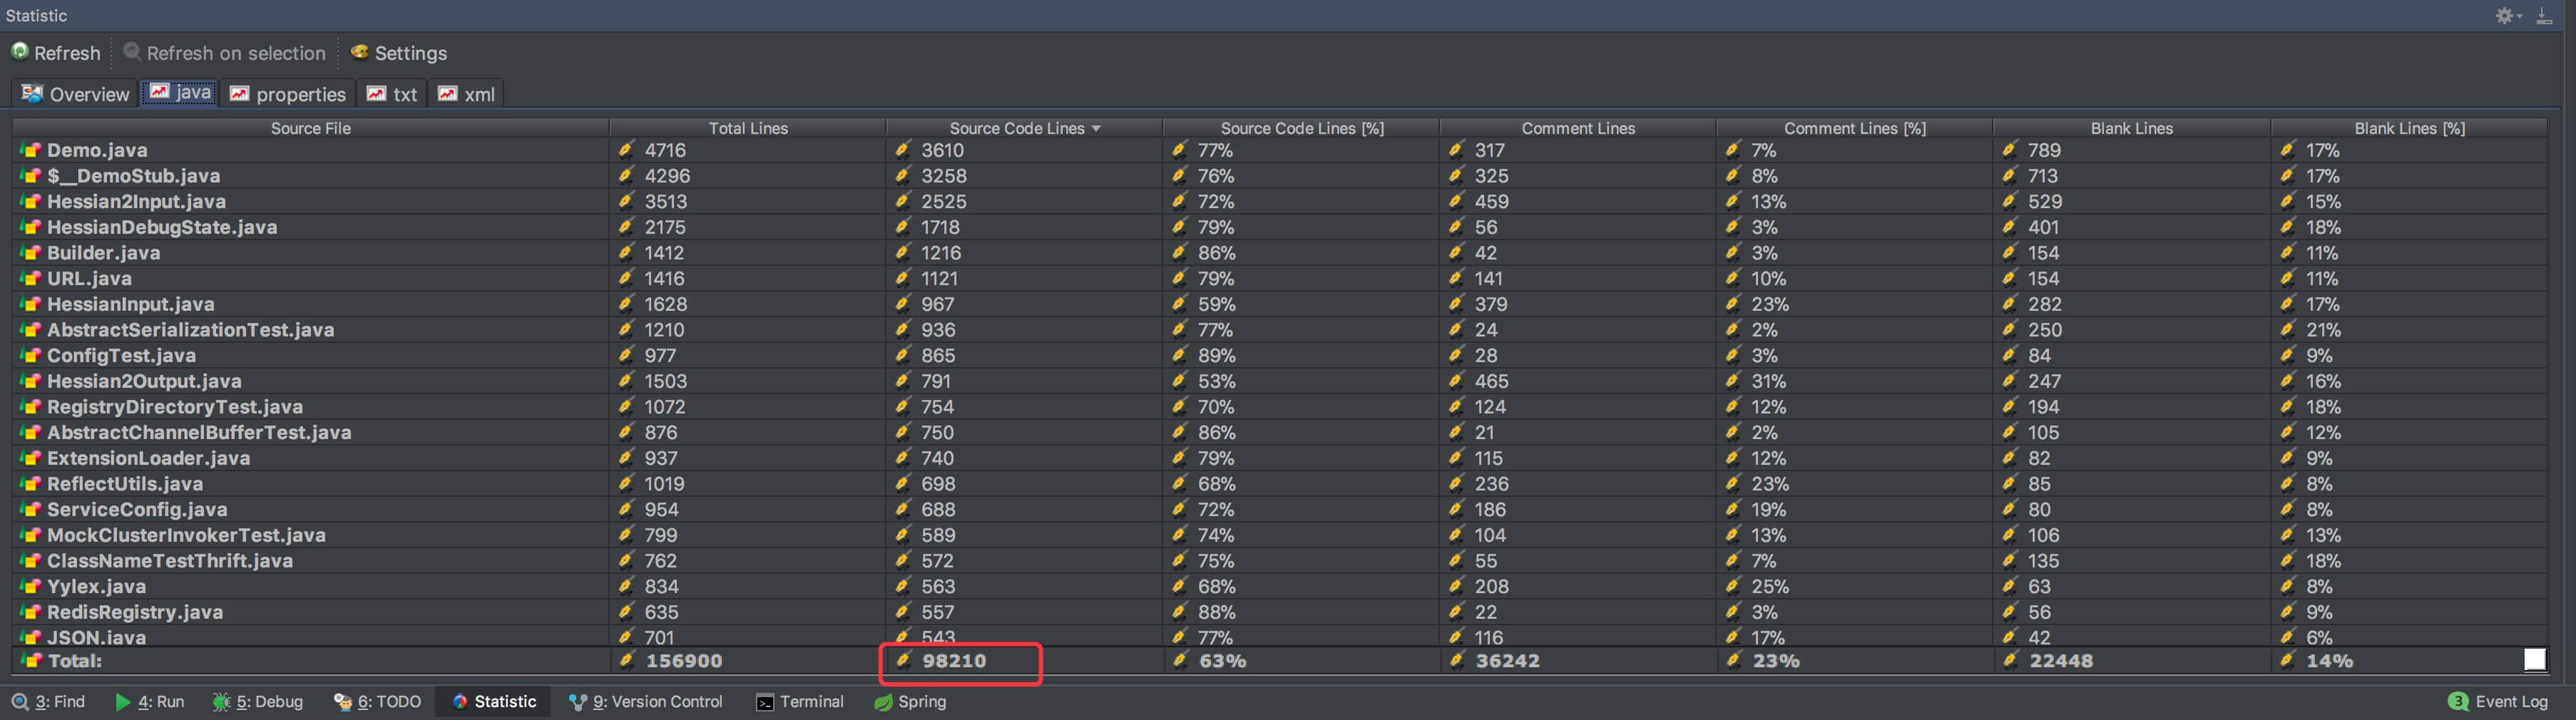 Statistic
Refresh Refresh on selection Settings
Overview java properties txt xml
Source File Total Lines Source Code Lines Source Code Lines [%] Comment Lines Comment Lines [%] Blank Lines Blank Lines [%]
Demo.java 4716 3610 77% 317 7% 789 17%
$__DemoStub.java 4296 3258 76% 325 8% 713 17%
Hessian2Input.java 3513 2525 72% 459 13% 529 15%
HessianDebugState.java 2175 1718 79% 56 3% 401 18%
Builder.java 1412 1216 86% 42 3% 154 11%
URL.java 1416 1121 79% 141 10% 154 11%
HessianInput.java 1628 967 59% 379 23% 282 17%
AbstractSerializationTest.java 1210 936 77% 24 2% 250 21%
ConfigTest.java 977 865 89% 28 3% 84 9%
Hessian2Output.java 1503 791 53% 465 31% 247 16%
RegistryDirectoryTest.java 1072 754 70% 124 12% 194 18%
AbstractChannelBufferTest.java 876 750 86% 21 2% 105 12%
ExtensionLoader.java 937 740 79% 115 12% 82 9%
ReflectUtils.java 1019 698 68% 236 23% 85 8%
ServiceConfig.java 954 688 72% 186 19% 80 8%
MockClusterInvokerTest.java 799 589 74% 104 13% 106 13%
ClassNameTestThrift.java 762 572 75% 55 7% 135 18%
Yylex.java 834 563 68% 208 25% 63 8%
RedisRegistry.java 635 557 88% 22 3% 56 9%
JSON.java 701 543 77% 116 17% 42 6%
Total: 156900 98210 63% 36242 23% 22448 14%
3: Find 4: Run 5: Debug 6: TODO Statistic 9: Version Control Terminal Spring 3 Event Log